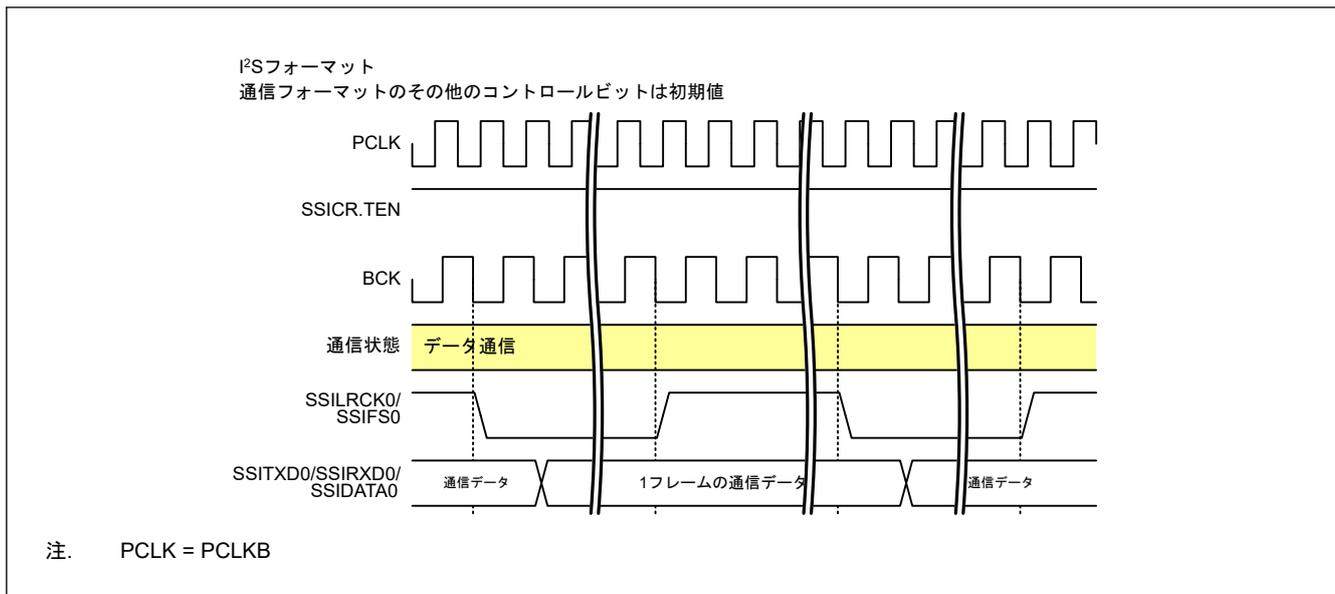 I²Sフォーマット
通信フォーマットのその他のコントロールビットは初期値
PCLK
SSICR.TEN
BCK
通信状態
データ通信
SSILRCK0/
SSIFS0
SSITXD0/SSIRXD0/
SSIDATA0
通信データ
1フレームの通信データ
通信データ
注. PCLK = PCLKB